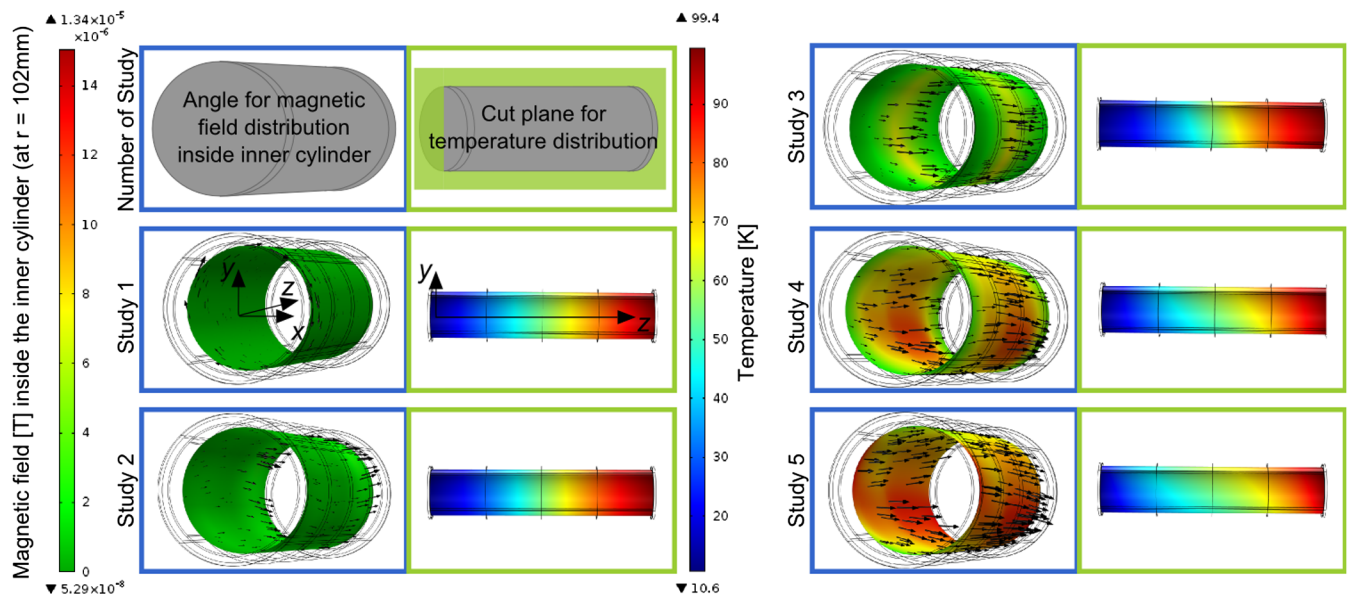 Magnetic field [T] inside the inner cylinder (at r = 102mm)
▲ 1.34×10⁻⁵
×10⁻⁶
14
12
10
8
6
4
2
0
▼ 5.29×10⁻⁸
Number of Study
Angle for magnetic
field distribution
inside inner cylinder
Cut plane for
temperature distribution
Study 1
y
z
x
y
z
Study 2
▲ 99.4
90
80
70
60
50
40
30
20
▼ 10.6
Temperature [K]
Study 3
Study 4
Study 5